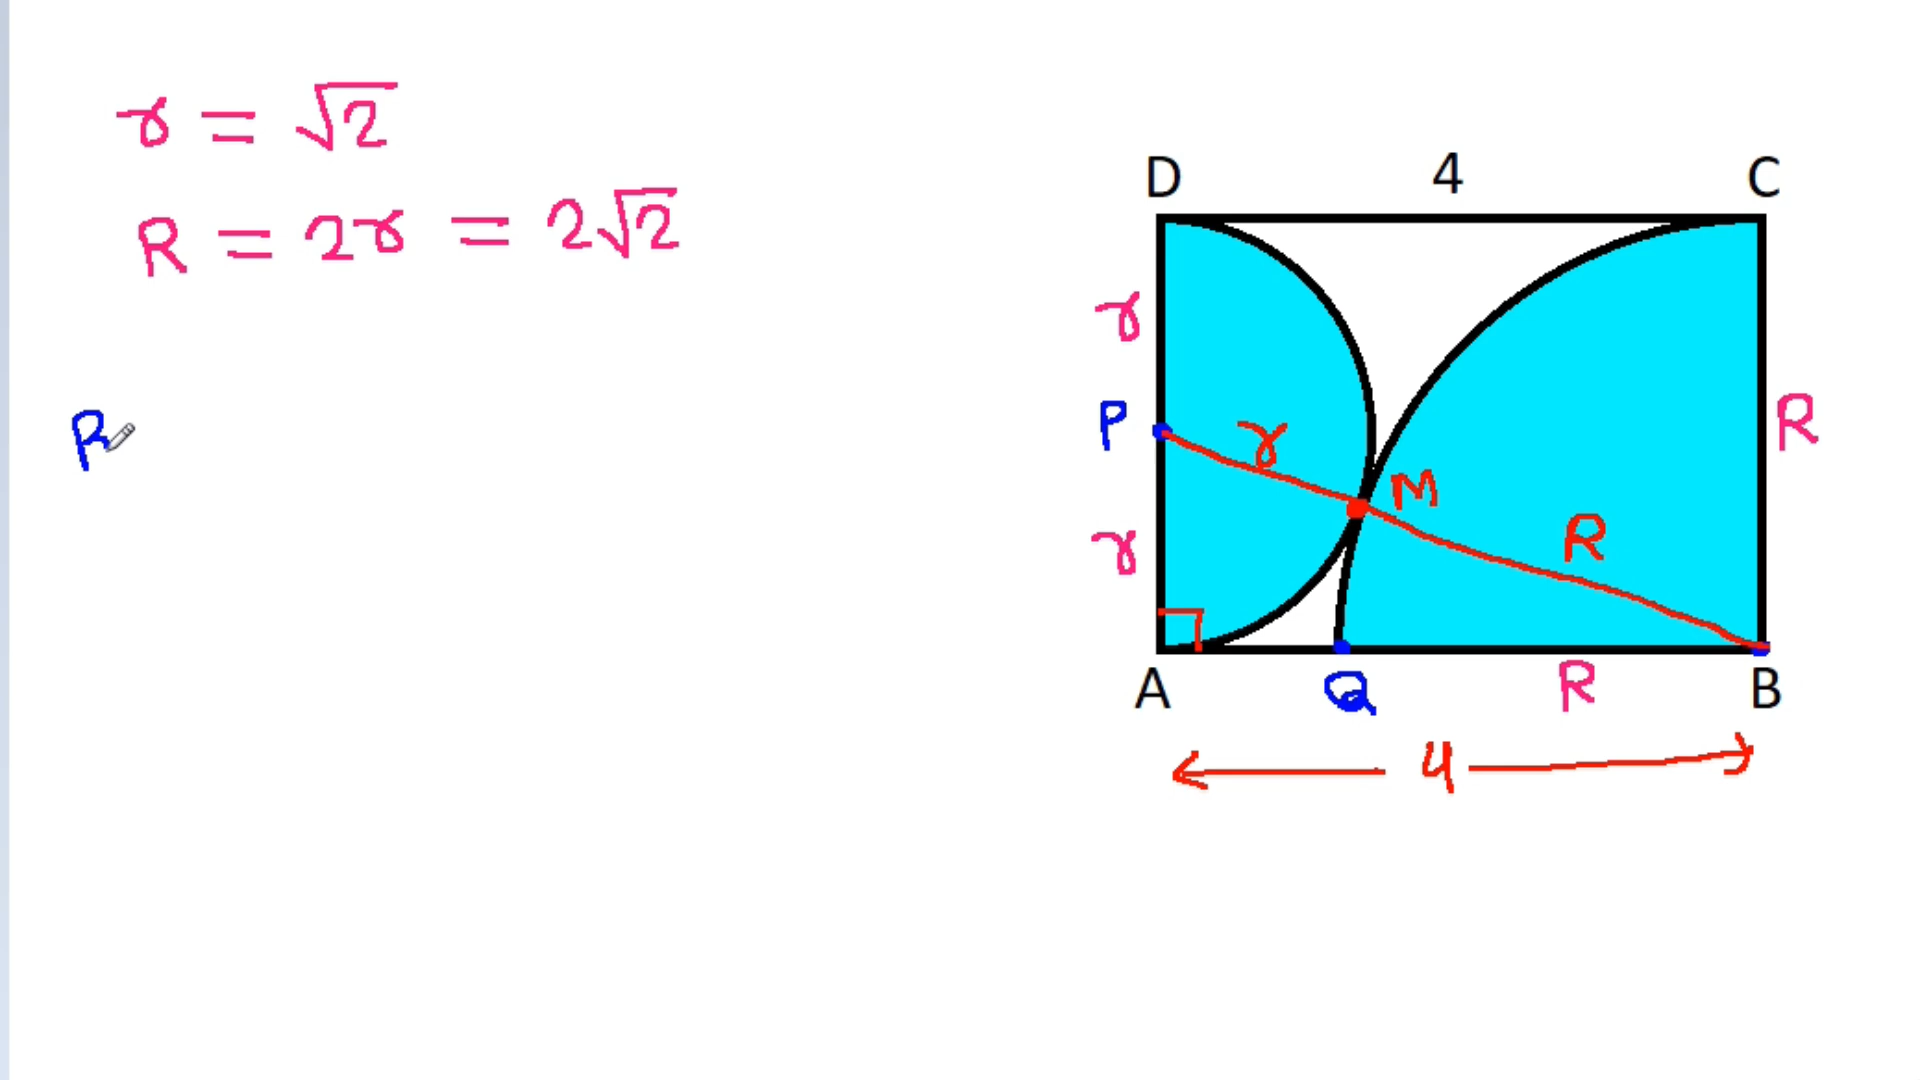 r = √2
R = 2r = 2√2
R
D 4 C
r
P r M R
r R
A Q R B
4